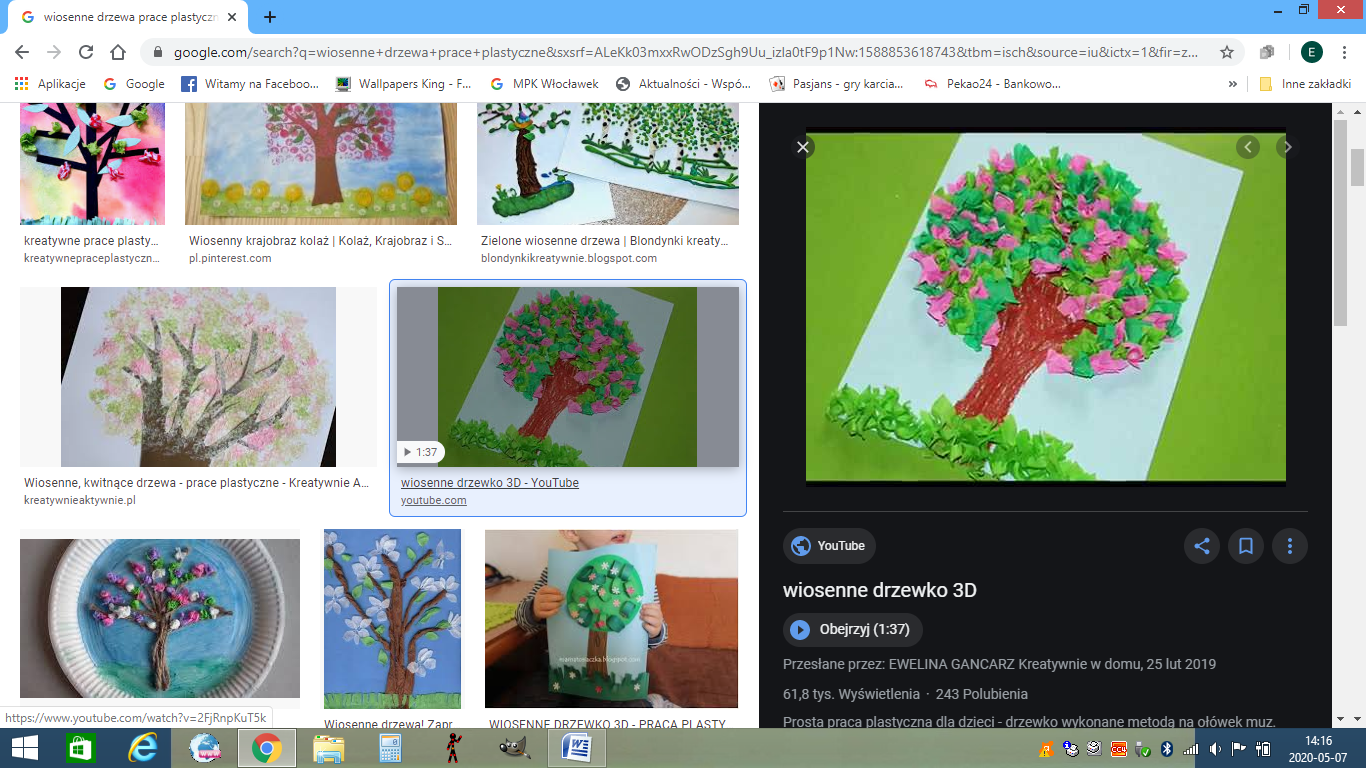 wiosenne drzewa prace plastyczn
google.com/search?q=wiosenne+drzewa+prace+plastyczne&sxsrf=ALeKk03mxxRwODzSgh9Uu_izla0tF9p1Nw:1588853618743&tbm=isch&source=iu&ictx=1&fir=z...
E
Aplikacje
Google
Witamy na Faceboo...
Wallpapers King - F...
MPK Włocławek
Aktualności - Wspó...
Pasjans - gry karcia...
Pekao24 - Bankowo...
»
Inne zakładki
kreatywne prace plasty...
kreatywnepraceplastyczn...
Wiosenny krajobraz kolaż | Kolaż, Krajobraz i S...
pl.pinterest.com
Zielone wiosenne drzewa | Blondynki kreaty...
blondynkikreatywnie.blogspot.com
Wiosenne, kwitnące drzewa - prace plastyczne - Kreatywnie A...
kreatywnieaktywnie.pl
1:37
wiosenne drzewko 3D - YouTube
youtube.com
mamatosiaczka.blogspot.com
Wiosenne drzewa! Zapr
WIOSENNE DRZEWKO 3D - PRACA PLASTY
https://www.youtube.com/watch?v=2FjRnpKuT5k
YouTube
wiosenne drzewko 3D
Obejrzyj (1:37)
Przesłane przez: EWELINA GANCARZ Kreatywnie w domu, 25 lut 2019
61,8 tys. Wyświetlenia · 243 Polubienia
Prosta praca plastyczna dla dzieci - drzewko wykonane metodą na ołówek muz.
14:16
2020-05-07